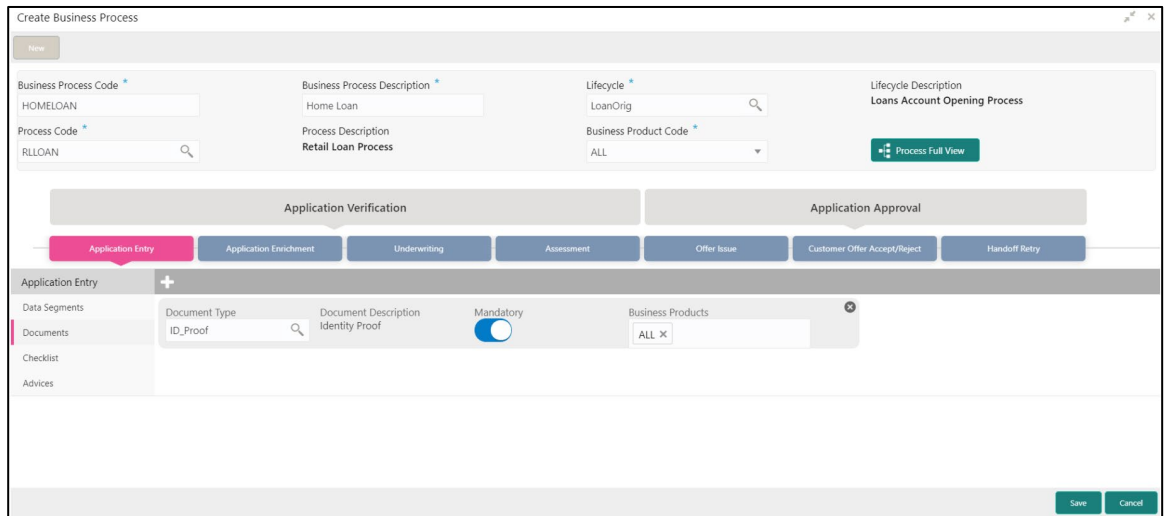 Create Business Process
New
Business Process Code * Business Process Description * Lifecycle * Lifecycle Description
HOMELOAN Home Loan LoanOrig Loans Account Opening Process
Process Code * Process Description Business Product Code *
RLLOAN Retail Loan Process ALL Process Full View
Application Verification Application Approval
Application Entry Application Enrichment Underwriting Assessment Offer Issue Customer Offer Accept/Reject Handoff Retry
Application Entry
Data Segments
Documents
Checklist
Advices
Document Type Document Description Mandatory Business Products
ID_Proof Identity Proof ALL
Save Cancel